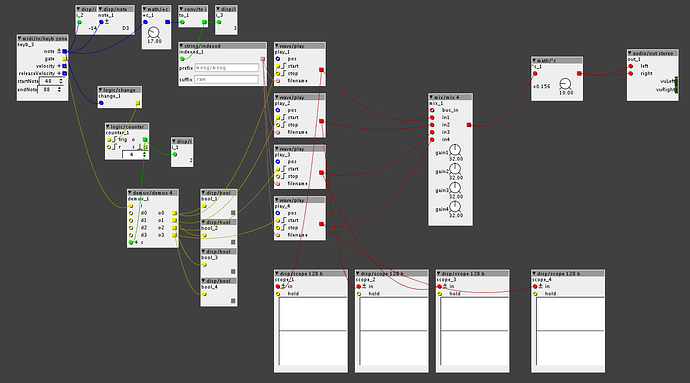 midi/in/keyb zone
keyb_3
note
gate
velocity
releaseVelocity
startNote 48
endNote 88
disp/i
i_2
-14
disp/note
note_1
D3
math/+c
+c_1
17.00
conv/to i
to_1
disp/i
i_3
3
string/indexed
indexed_1
prefix
suffix .raw
logic/change
change_1
logic/counter
counter_1
trig o
r c
4
disp/i
i_1
2
demux/demux 4
demux_1
i
d0 o0
d1 o1
d2 o2
d3 o3
s
disp/bool
bool_1
disp/bool
bool_2
disp/bool
bool_3
disp/bool
bool_4
wave/play
play_1
pos
start
stop
filename
wave/play
play_2
pos
start
stop
filename
wave/play
play_3
pos
start
stop
filename
wave/play
play_4
pos
start
stop
filename
mix/mix 4
mix_1
bus_in
in1
in2
in3
in4
gain1
32.00
gain2
32.00
gain3
32.00
gain4
32.00
math/*c
*c_1
x0.156
10.00
audio/out stereo
out_1
left
right
vuLeft
vuRight
disp/scope 128 b
scope_1
in
hold
disp/scope 128 b
scope_2
in
hold
disp/scope 128 b
scope_3
in
hold
disp/scope 128 b
scope_4
in
hold